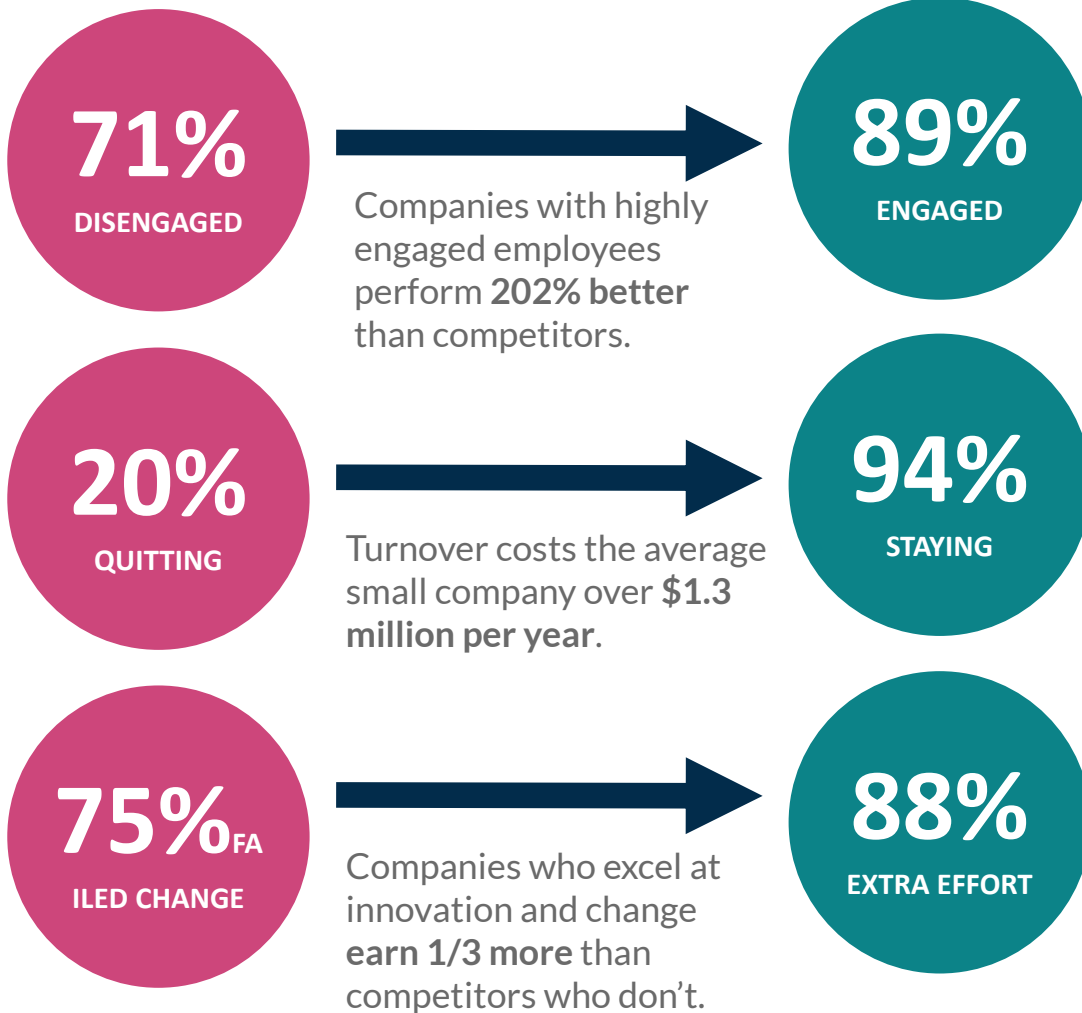 71%
DISENGAGED
Companies with highly
engaged employees
perform 202% better
than competitors.
89%
ENGAGED
20%
QUITTING
Turnover costs the average
small company over $1.3
million per year.
94%
STAYING
75%FA
ILED CHANGE
Companies who excel at
innovation and change
earn 1/3 more than
competitors who don’t.
88%
EXTRA EFFORT